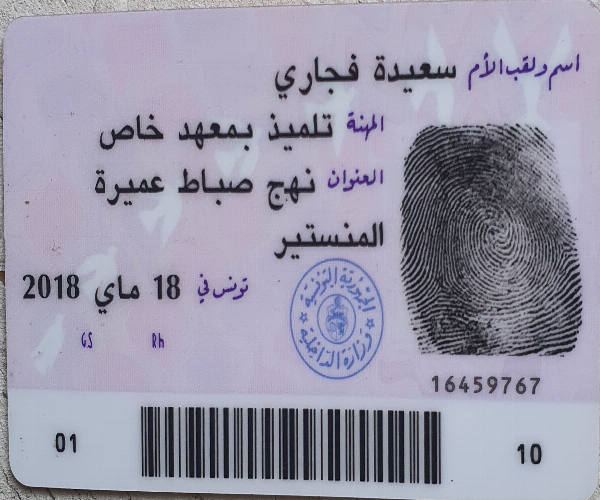 اسم ولقب الأم سعيدة فجاري
المهنة تلميذ بمعهد خاص
العنوان نهج صباط عميرة
المنستير
تونس في 18 ماي 2018
GS Rh
الجمهورية التونسية
وزارة الداخلية
16459767
01 10